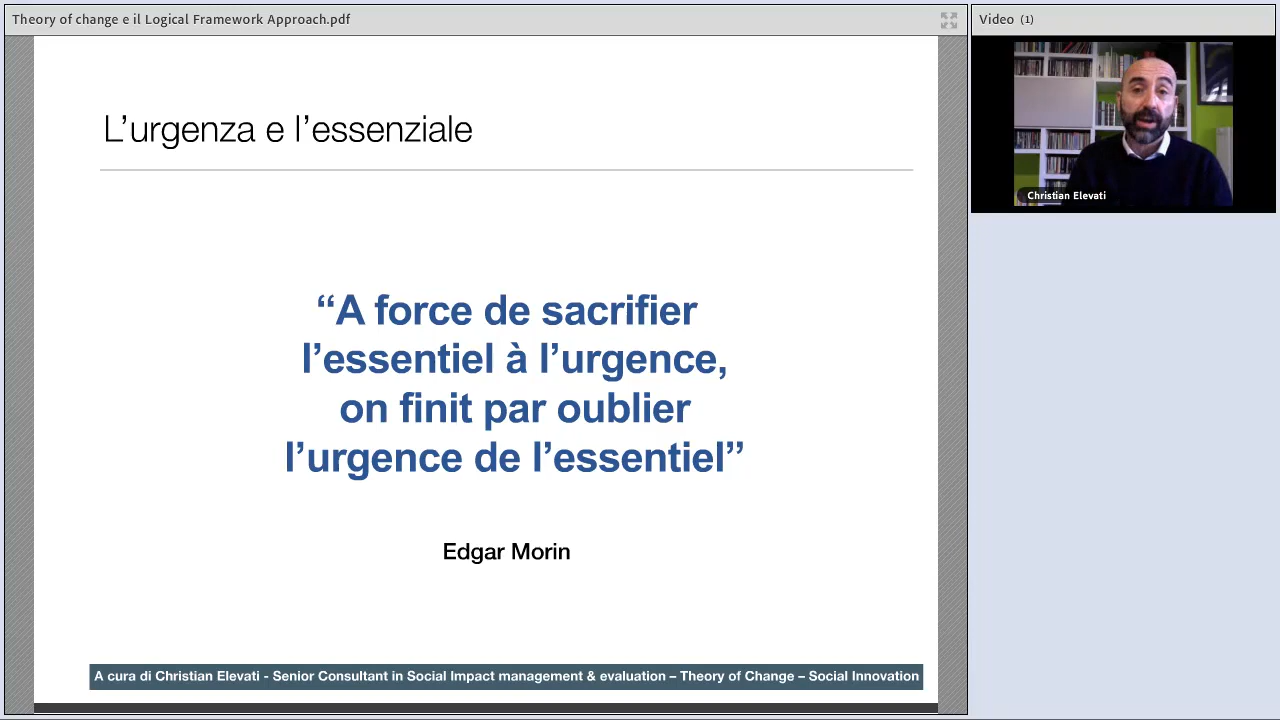 Theory of change e il Logical Framework Approach.pdf
Video (1)
Christian Elevati
L’urgenza e l’essenziale
“A force de sacrifier
l’essentiel à l’urgence,
on finit par oublier
l’urgence de l’essentiel”
Edgar Morin
A cura di Christian Elevati - Senior Consultant in Social Impact management & evaluation – Theory of Change – Social Innovation